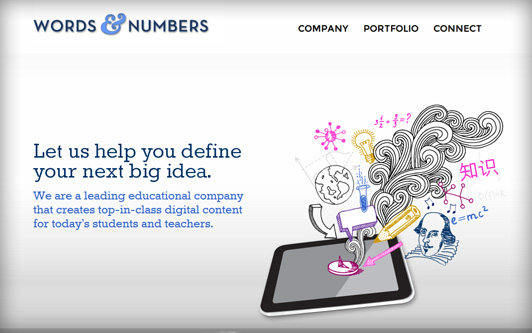 WORDS & NUMBERS
COMPANY PORTFOLIO CONNECT
Let us help you define
your next big idea.
We are a leading educational company
that creates top-in-class digital content
for today's students and teachers.
知识
e=mc²